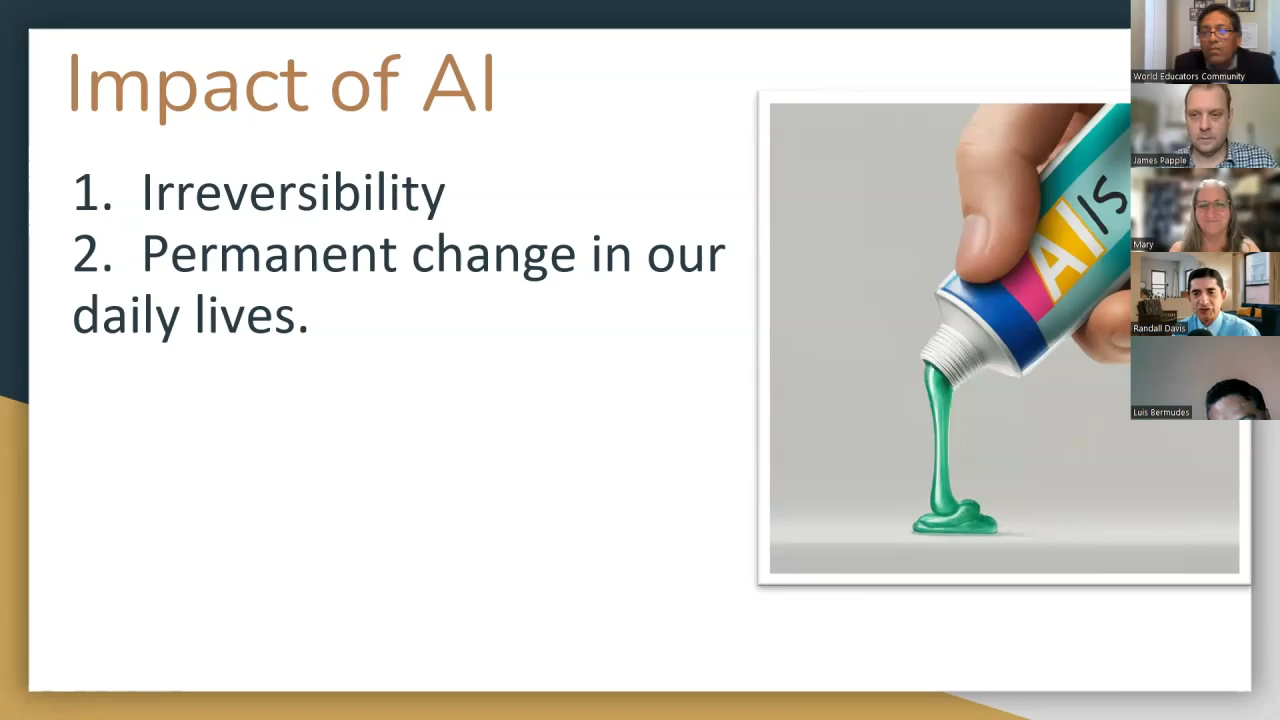 Impact of AI
1. Irreversibility
2. Permanent change in our
daily lives.
AI IS
World Educators Community
James Papple
Mary
Randall Davis
Luis Bermudes